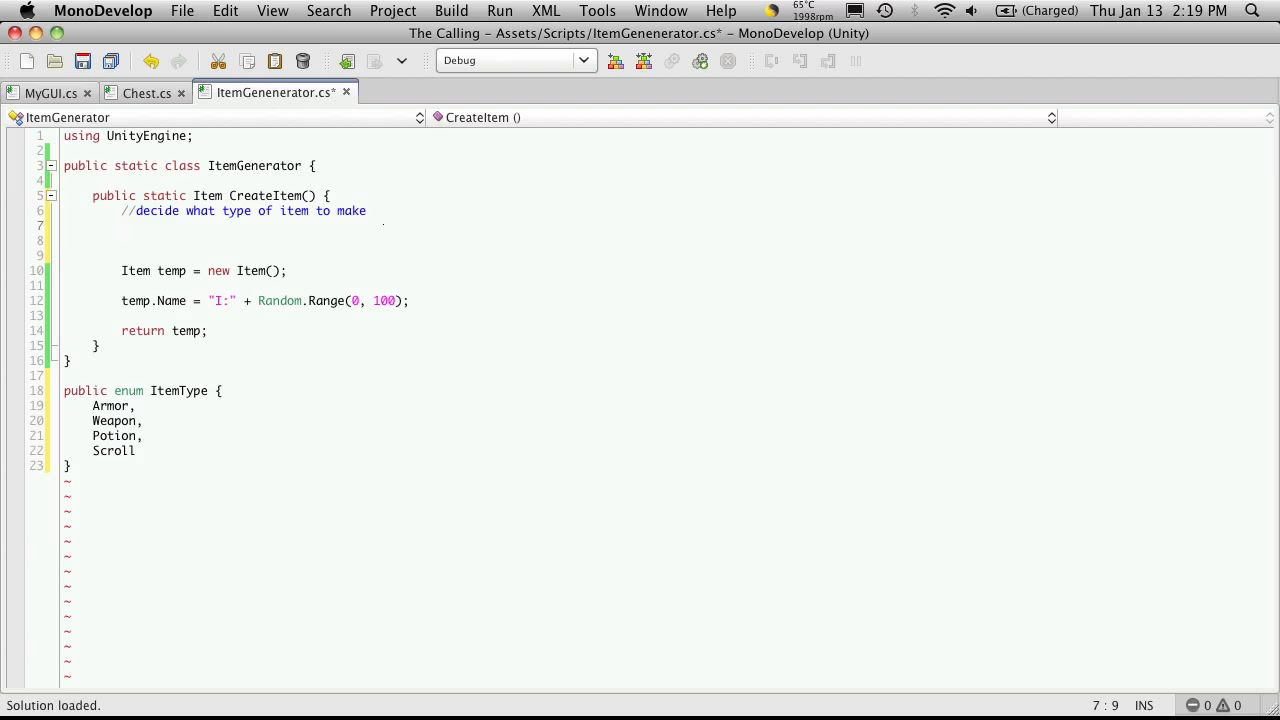 MonoDevelop File Edit View Search Project Build Run XML Tools Window Help 65°C 1998rpm (Charged) Thu Jan 13 2:19 PM
The Calling - Assets/Scripts/ItemGenenerator.cs* - MonoDevelop (Unity)
Debug
MyGUI.cs Chest.cs ItemGenenerator.cs*
ItemGenerator CreateItem ()
1 using UnityEngine;
2
3 public static class ItemGenerator {
4
5 public static Item CreateItem() {
6 //decide what type of item to make
7
8
9
10 Item temp = new Item();
11
12 temp.Name = "I:" + Random.Range(0, 100);
13
14 return temp;
15 }
16 }
17
18 public enum ItemType {
19 Armor,
20 Weapon,
21 Potion,
22 Scroll
23 }
~
~
~
~
~
~
~
~
~
~
~
~
~
~
Solution loaded. 7 : 9 INS 0 0